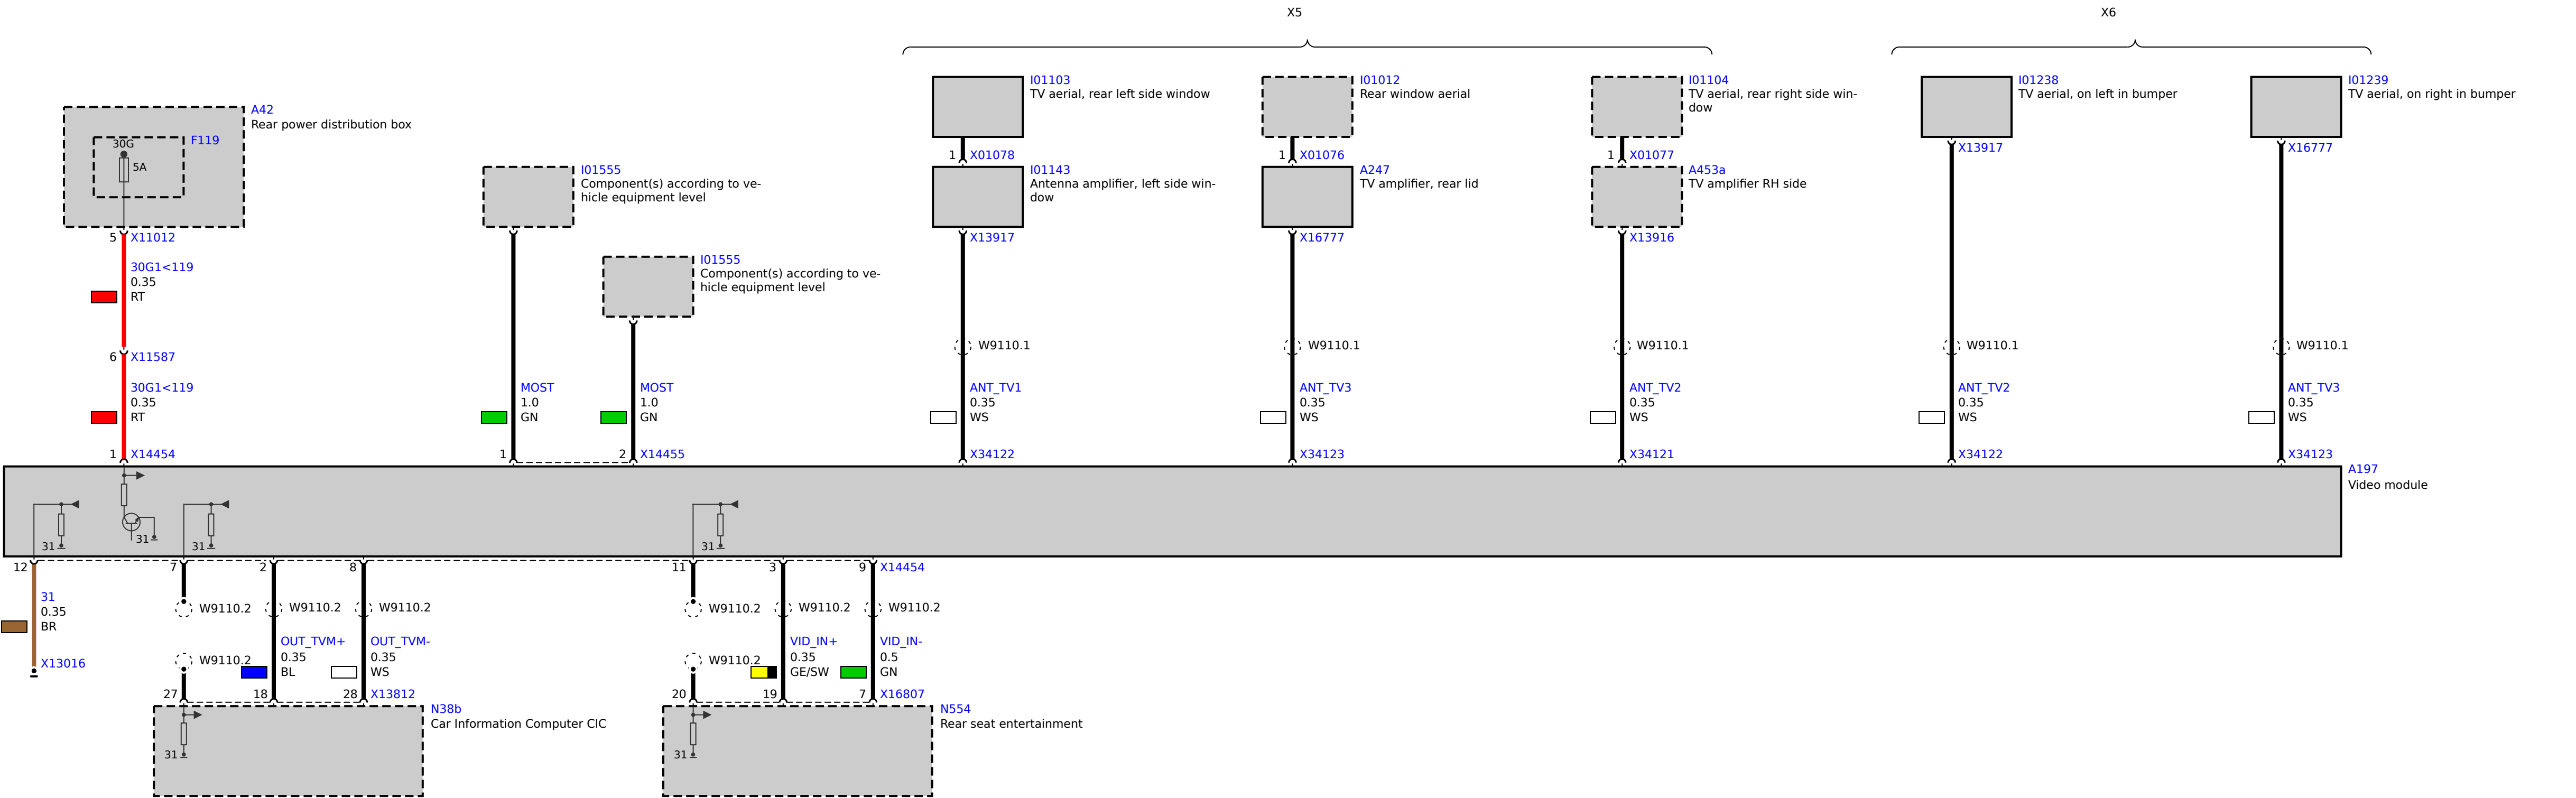 X5
X6
A42
Rear power distribution box
F119
30G
5A
I01103
TV aerial, rear left side window
I01012
Rear window aerial
I01104
TV aerial, rear right side win-
dow
I01238
TV aerial, on left in bumper
I01239
TV aerial, on right in bumper
1 X01078
1 X01076
1 X01077
X13917
X16777
I01555
Component(s) according to ve-
hicle equipment level
I01143
Antenna amplifier, left side win-
dow
A247
TV amplifier, rear lid
A453a
TV amplifier RH side
5 X11012
X13917
X16777
X13916
I01555
Component(s) according to ve-
hicle equipment level
30G1<119
0.35
RT
6 X11587
W9110.1
W9110.1
W9110.1
W9110.1
W9110.1
30G1<119
0.35
RT
MOST
1.0
GN
MOST
1.0
GN
ANT_TV1
0.35
WS
ANT_TV3
0.35
WS
ANT_TV2
0.35
WS
ANT_TV2
0.35
WS
ANT_TV3
0.35
WS
1 X14454
1
2 X14455
X34122
X34123
X34121
X34122
X34123
A197
Video module
31
31
31
31
12
7
2
8
11
3
9 X14454
31
0.35
BR
X13016
W9110.2
W9110.2
W9110.2
W9110.2
W9110.2
W9110.2
W9110.2
W9110.2
OUT_TVM+
0.35
BL
OUT_TVM-
0.35
WS
VID_IN+
0.35
GE/SW
VID_IN-
0.5
GN
27
18
28 X13812
20
19
7 X16807
N38b
Car Information Computer CIC
31
N554
Rear seat entertainment
31